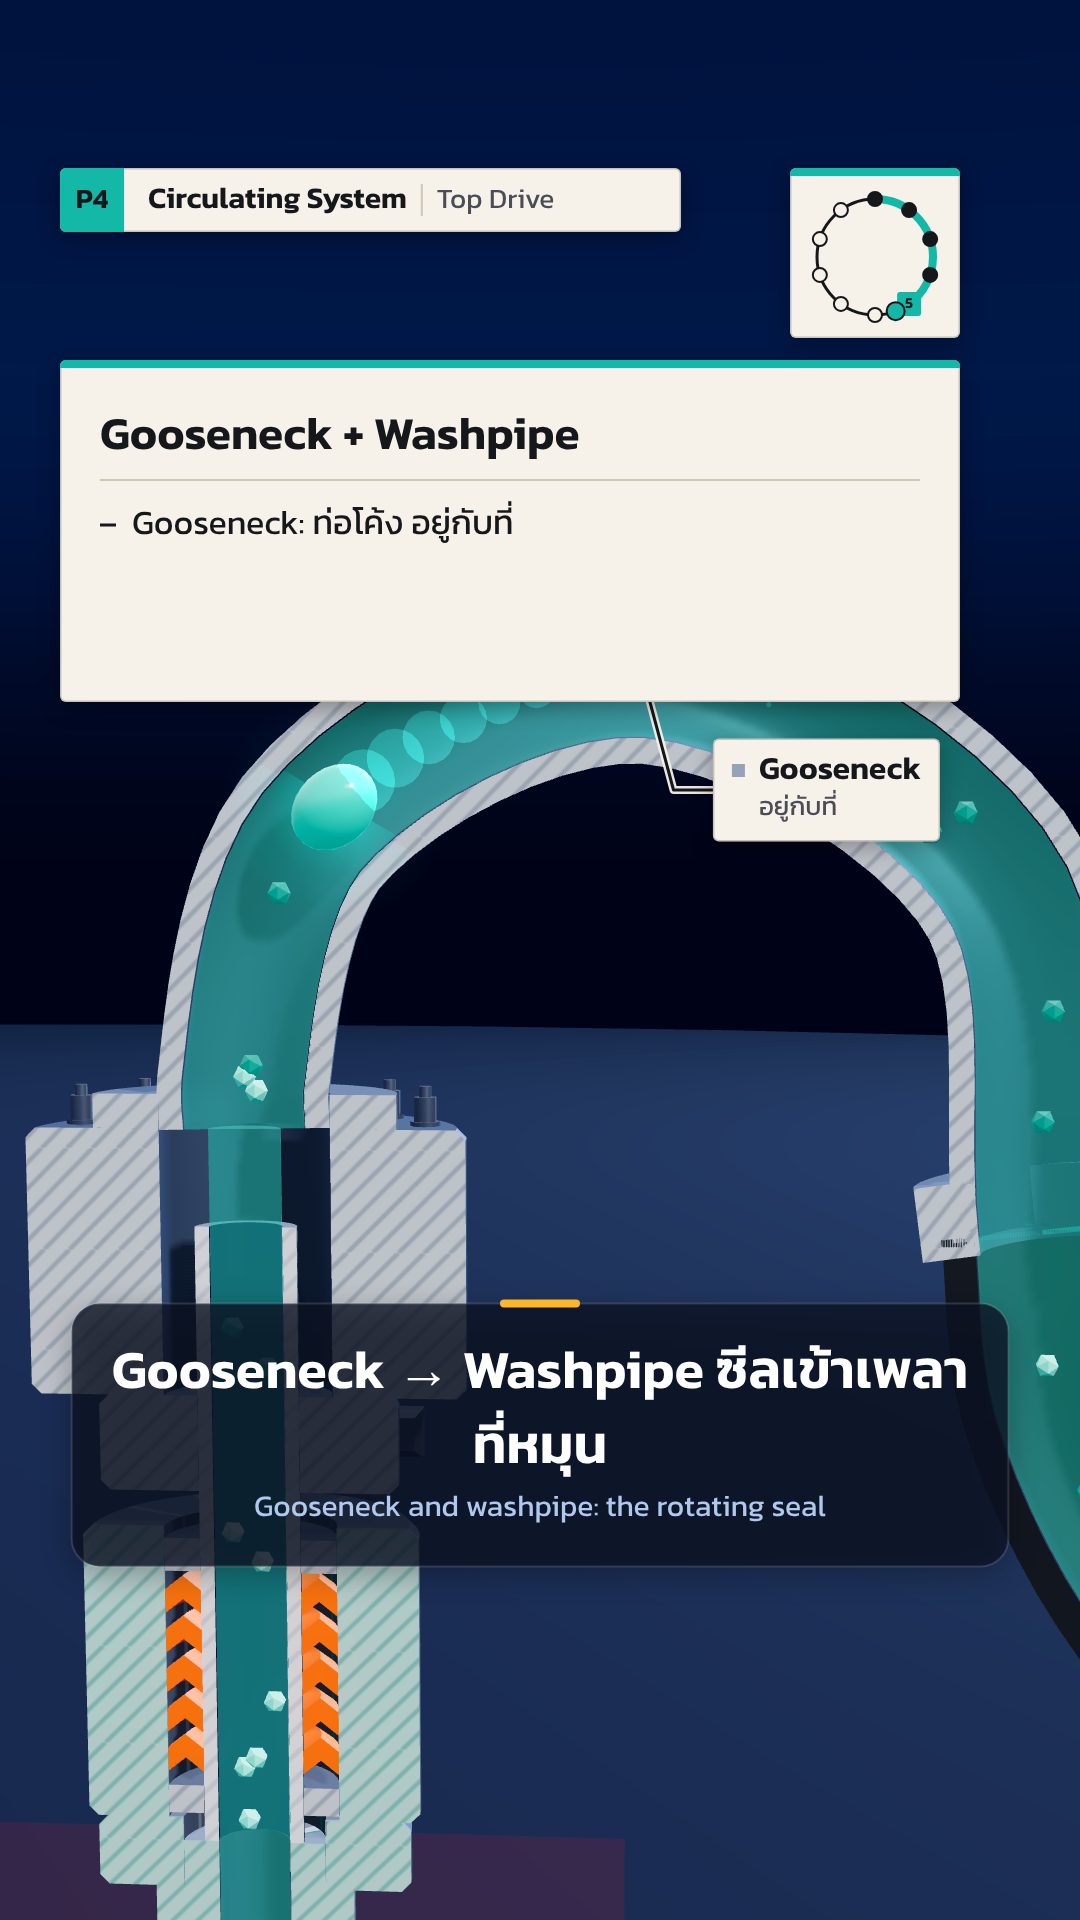 P4 Circulating System | Top Drive
5
Gooseneck + Washpipe
– Gooseneck: ท่อโค้ง อยู่กับที่
Gooseneck
อยู่กับที่
Gooseneck → Washpipe ซีลเข้าเพลา
ที่หมุน
Gooseneck and washpipe: the rotating seal